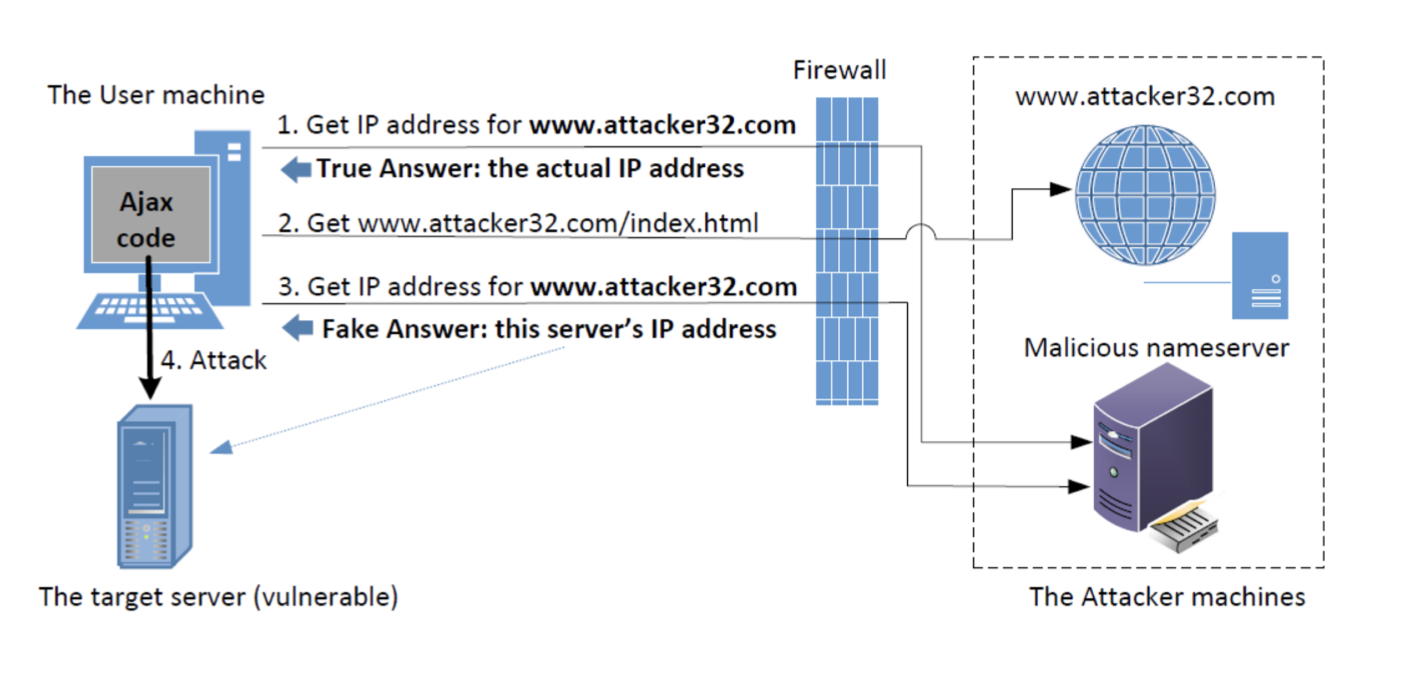 Firewall
The User machine
www.attacker32.com
1. Get IP address for www.attacker32.com
True Answer: the actual IP address
Ajax
code
2. Get www.attacker32.com/index.html
3. Get IP address for www.attacker32.com
Fake Answer: this server’s IP address
4. Attack
Malicious nameserver
The target server (vulnerable)
The Attacker machines